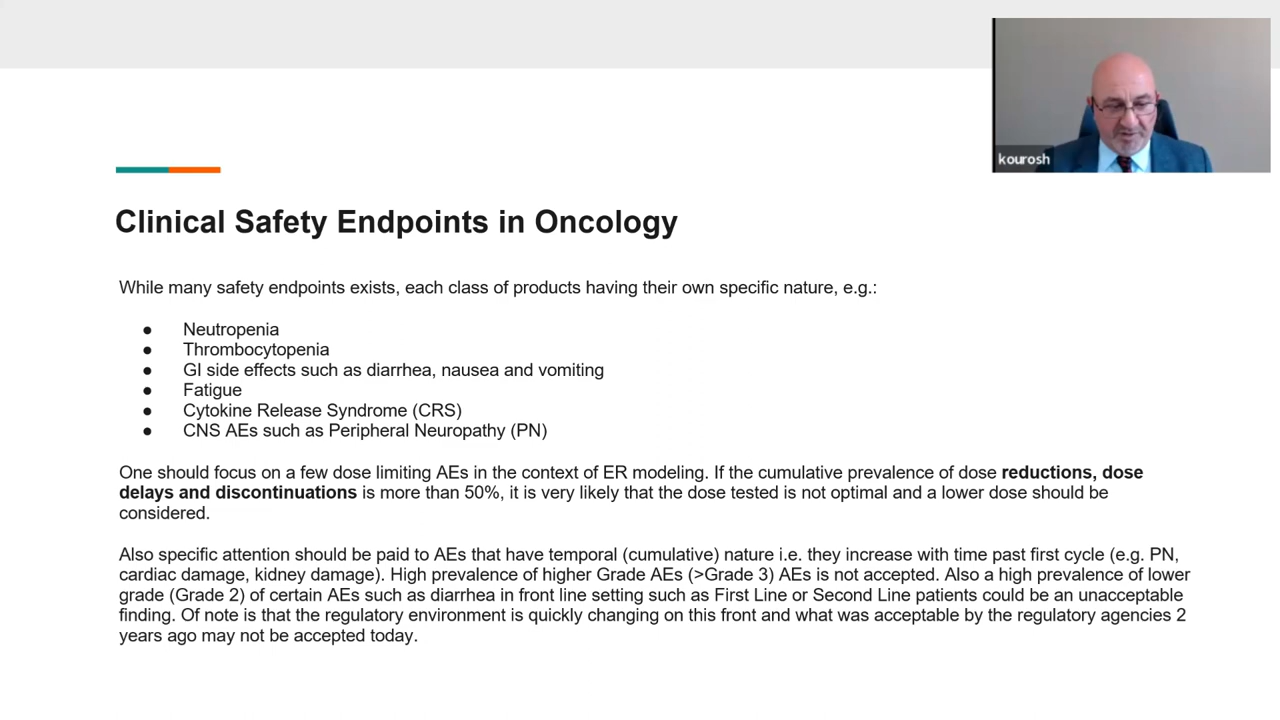 kourosh
Clinical Safety Endpoints in Oncology
While many safety endpoints exists, each class of products having their own specific nature, e.g.:
● Neutropenia
● Thrombocytopenia
● GI side effects such as diarrhea, nausea and vomiting
● Fatigue
● Cytokine Release Syndrome (CRS)
● CNS AEs such as Peripheral Neuropathy (PN)
One should focus on a few dose limiting AEs in the context of ER modeling. If the cumulative prevalence of dose reductions, dose
delays and discontinuations is more than 50%, it is very likely that the dose tested is not optimal and a lower dose should be
considered.
Also specific attention should be paid to AEs that have temporal (cumulative) nature i.e. they increase with time past first cycle (e.g. PN,
cardiac damage, kidney damage). High prevalence of higher Grade AEs (>Grade 3) AEs is not accepted. Also a high prevalence of lower
grade (Grade 2) of certain AEs such as diarrhea in front line setting such as First Line or Second Line patients could be an unacceptable
finding. Of note is that the regulatory environment is quickly changing on this front and what was acceptable by the regulatory agencies 2
years ago may not be accepted today.